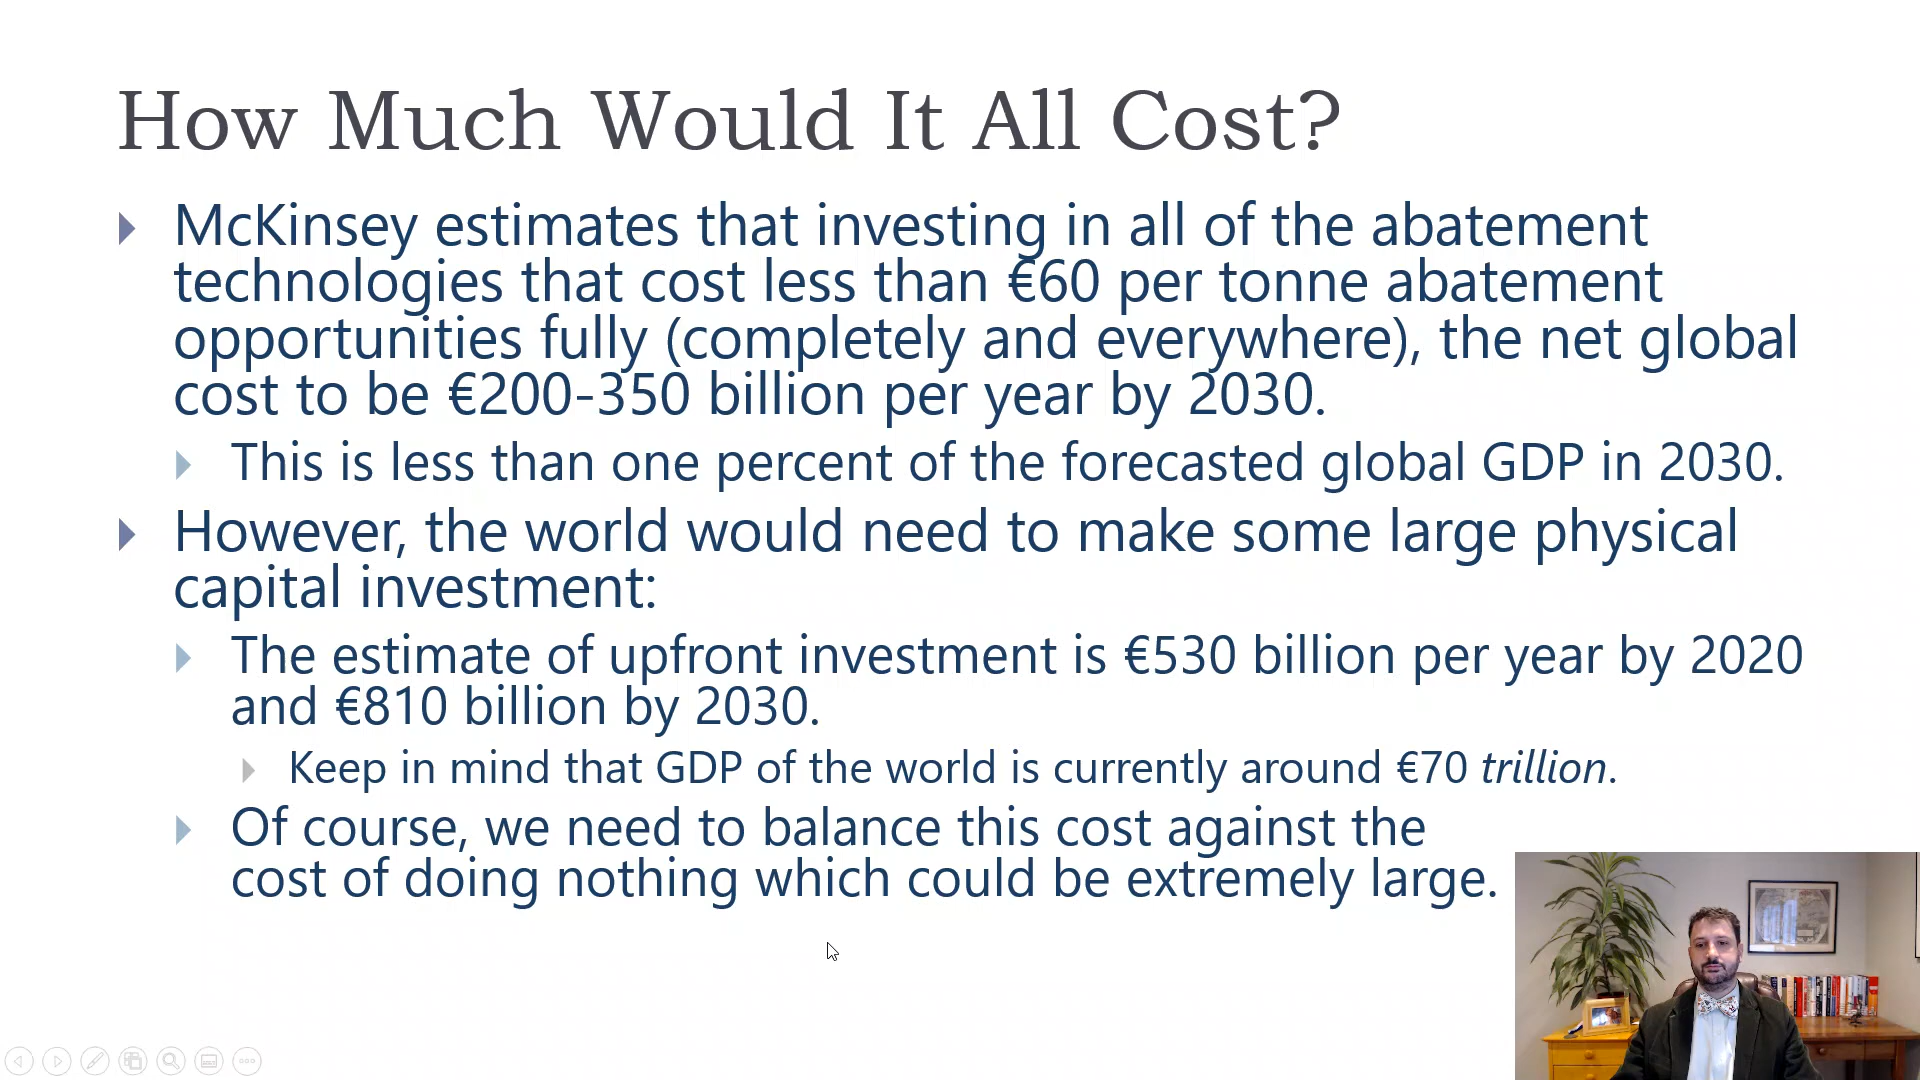 How Much Would It All Cost?
McKinsey estimates that investing in all of the abatement
technologies that cost less than €60 per tonne abatement
opportunities fully (completely and everywhere), the net global
cost to be €200-350 billion per year by 2030.
This is less than one percent of the forecasted global GDP in 2030.
However, the world would need to make some large physical
capital investment:
The estimate of upfront investment is €530 billion per year by 2020
and €810 billion by 2030.
Keep in mind that GDP of the world is currently around €70 trillion.
Of course, we need to balance this cost against the
cost of doing nothing which could be extremely large.